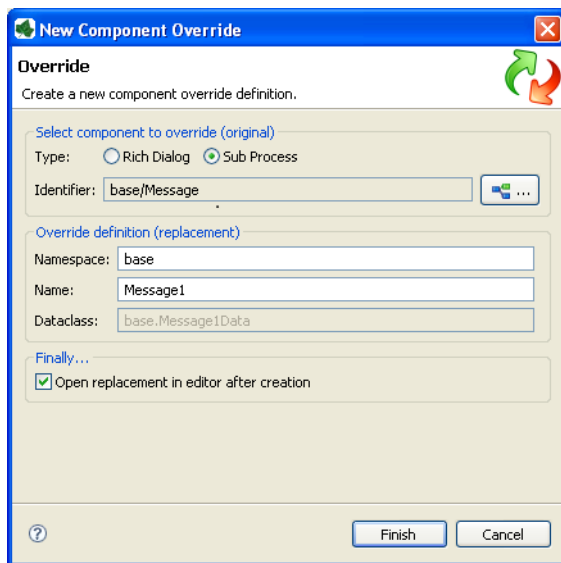 New Component Override
Override
Create a new component override definition.
Select component to override (original)
Type: Rich Dialog Sub Process
Identifier: base/Message ...
Override definition (replacement)
Namespace: base
Name: Message1
Dataclass: base.Message1Data
Finally...
Open replacement in editor after creation
? Finish Cancel